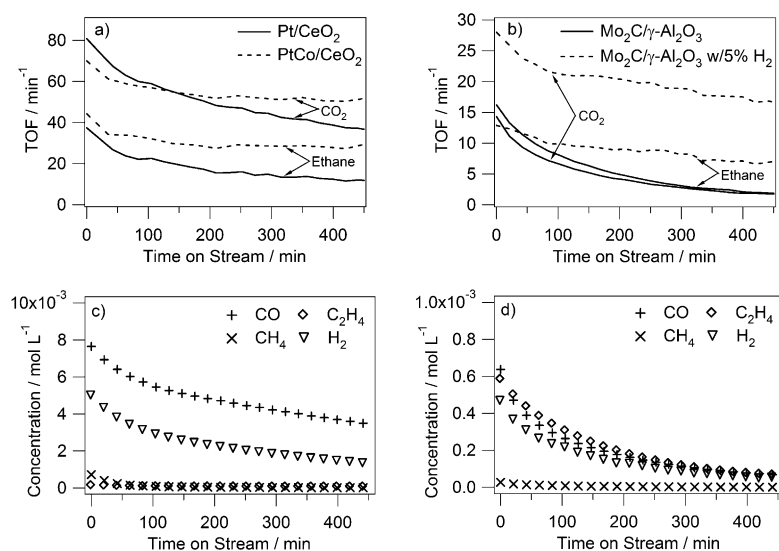 a)
Pt/CeO₂
PtCo/CeO₂
CO₂
Ethane
TOF / min⁻¹
80
60
40
20
0
0 100 200 300 400
Time on Stream / min
b)
Mo₂C/γ-Al₂O₃
Mo₂C/γ-Al₂O₃ w/5% H₂
CO₂
Ethane
TOF / min⁻¹
30
25
20
15
10
5
0
0 100 200 300 400
Time on Stream / min
c)
CO C₂H₄
CH₄ H₂
Concentration / mol L⁻¹
10x10⁻³
8
6
4
2
0
0 100 200 300 400
Time on Stream / min
d)
CO C₂H₄
CH₄ H₂
Concentration / mol L⁻¹
1.0x10⁻³
0.8
0.6
0.4
0.2
0.0
0 100 200 300 400
Time on Stream / min